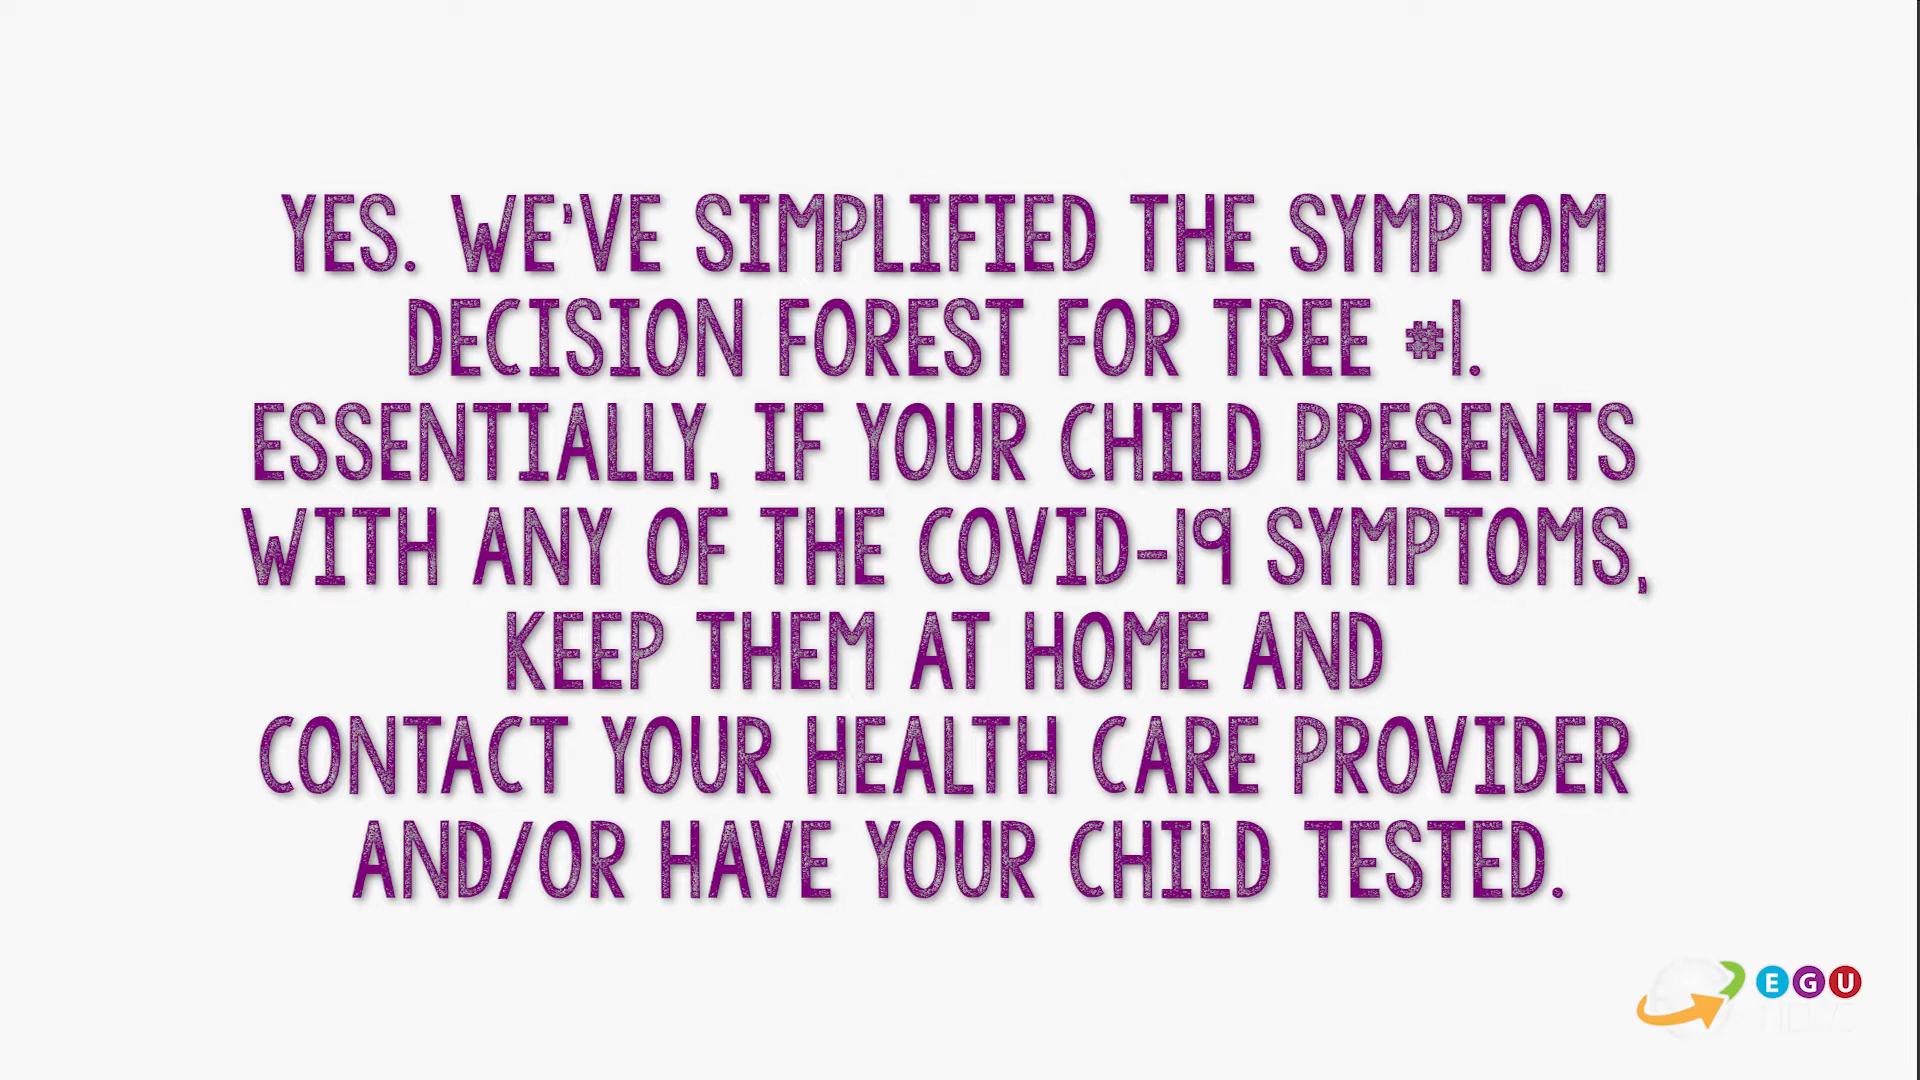 YES. WE'VE SIMPLIFIED THE SYMPTOM
DECISION FOREST FOR TREE #1.
ESSENTIALLY, IF YOUR CHILD PRESENTS
WITH ANY OF THE COVID-19 SYMPTOMS,
KEEP THEM AT HOME AND
CONTACT YOUR HEALTH CARE PROVIDER
AND/OR HAVE YOUR CHILD TESTED.
EGU